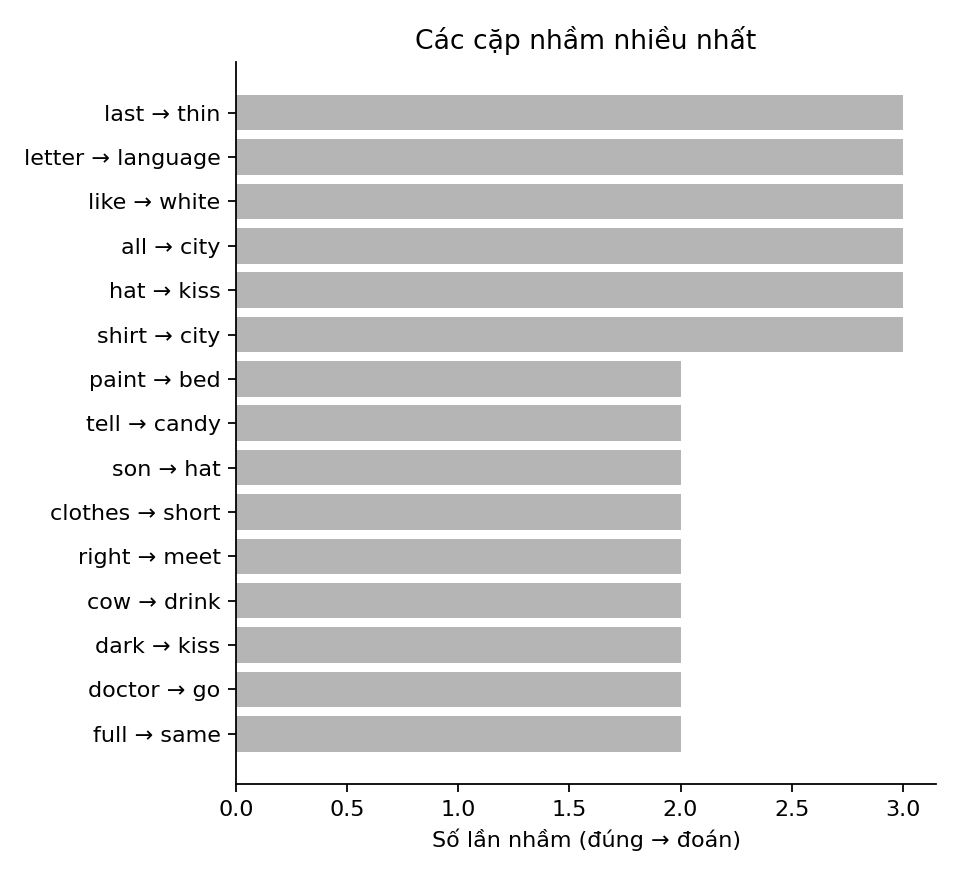 Các cặp nhầm nhiều nhất
last → thin
letter → language
like → white
all → city
hat → kiss
shirt → city
paint → bed
tell → candy
son → hat
clothes → short
right → meet
cow → drink
dark → kiss
doctor → go
full → same
0.0 0.5 1.0 1.5 2.0 2.5 3.0
Số lần nhầm (đúng → đoán)